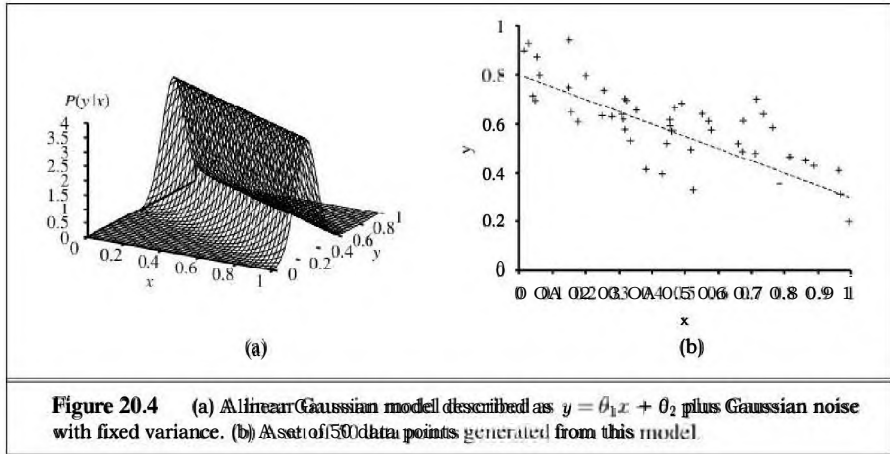 P(y|x)
4
3.5
3
2.5
2
1.5
1
0.5
0
0 0.2 0.4 0.6 0.8 1
x
0 0.2 0.4 0.6 0.8 1
y
(a)
1
0.8
0.6
0.4
0.2
0
y
0 0.1 0.2 0.3 0.4 0.5 0.6 0.7 0.8 0.9 1
x
(b)
Figure 20.4 (a) A linear Gaussian model described as y = θ₁x + θ₂ plus Gaussian noise
with fixed variance. (b) A set of 50 data points generated from this model.